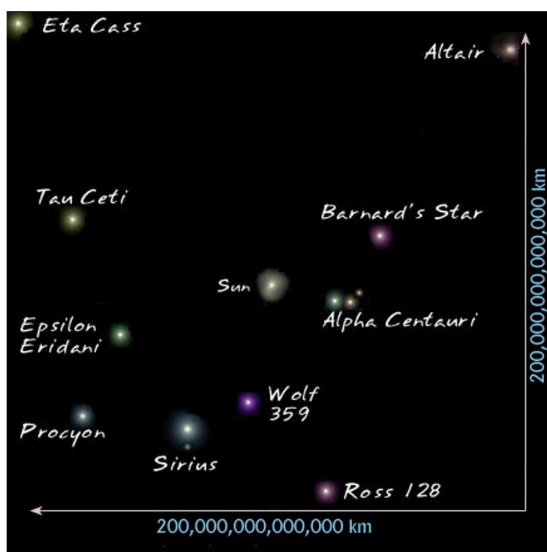 Eta Cass
Altair
Tau Ceti
Barnard's Star
Sun
Alpha Centauri
Epsilon
Eridani
Wolf
359
Procyon
Sirius
Ross 128
200,000,000,000,000 km
200,000,000,000,000 km